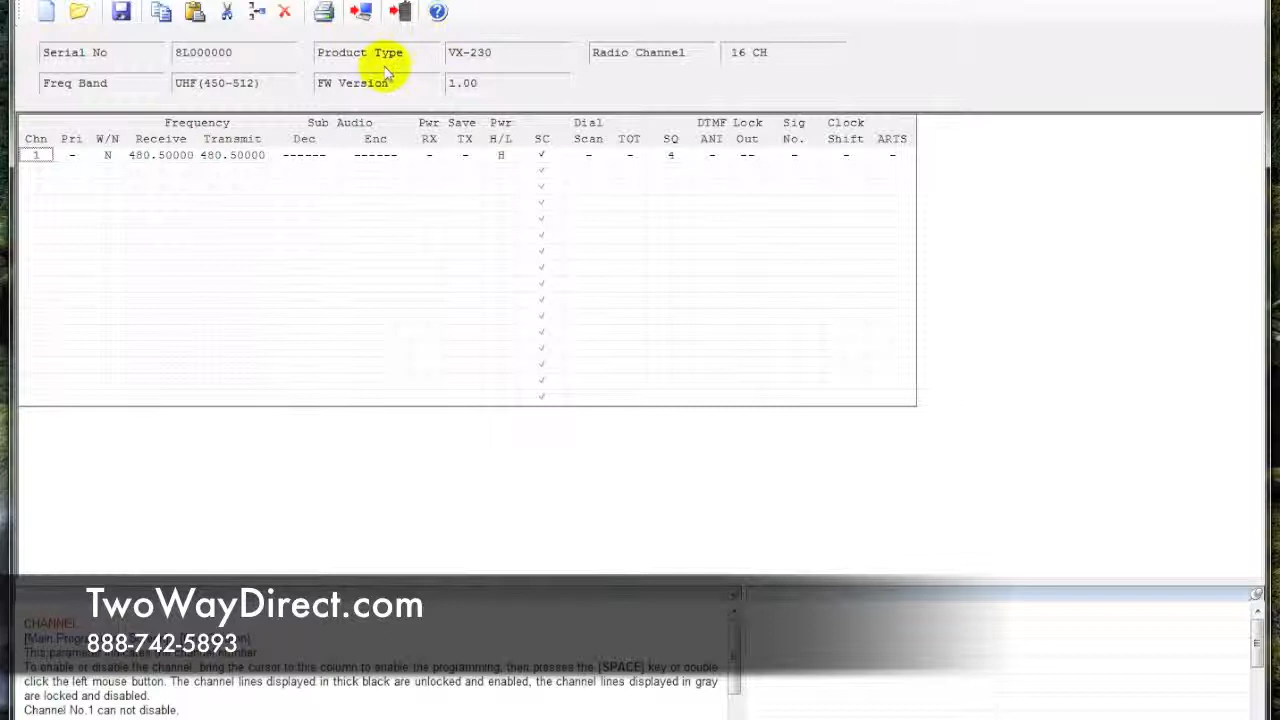 Serial No 8L000000 Product Type VX-230 Radio Channel 16 CH
Freq Band UHF(450-512) FW Version 1.00
Frequency Sub Audio Pwr Save Pwr Dial DTMF Lock Sig Clock
Chn Pri W/N Receive Transmit Dec Enc RX TX H/L SC Scan TOT SQ ANT Out No. Shift ARTS
1 - N 480.50000 480.50000 ------ ------ - - H ✓ - - 4 - -- - - -
TwoWayDirect.com
CHANNEL
888-742-5893
This parameter
channel number
To enable or disable the channel, bring the cursor to this column to enable the programming, then presses the [SPACE] key or double
click the left mouse button. The channel lines displayed in thick black are unlocked and enabled, the channel lines displayed in gray
are locked and disabled.
Channel No.1 can not disable.